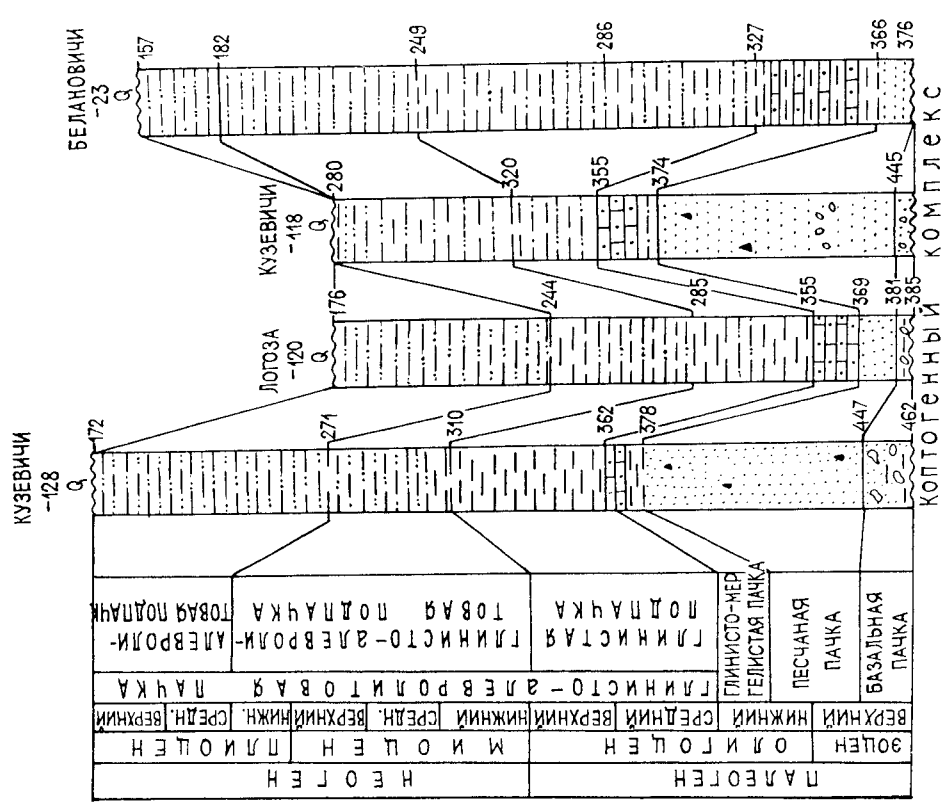 КУЗЕВИЧИ
-128
Q
172
271
310
362
378
447
462
ЛОГОЗА
-120
Q
176
244
285
355
369
381
385
КУЗЕВИЧИ
-118
Q
280
320
355
374
445
БЕЛАНОВИЧИ
-23
Q
157
182
249
286
327
366
376
Коптогенный комплекс
НЕОГЕН
ПАЛЕОГЕН
ПЛИОЦЕН
МИОЦЕН
ОЛИГОЦЕН
ЭОЦЕН
ВЕРХНИЙ
СРЕДН.
НИЖН.
ВЕРХНИЙ
СРЕДН.
НИЖНИЙ
ВЕРХНИЙ
СРЕДНИЙ
НИЖНИЙ
ВЕРХНИЙ
ГЛИНИСТО-АЛЕВРОЛИТОВАЯ ПАЧКА
АЛЕВРОЛИ-
ТОВАЯ ПОДПАЧК
ГЛИНИСТО-АЛЕВРОЛИ-
ТОВАЯ ПОДПАЧКА
ГЛИНИСТАЯ
ПОДПАЧКА
ГЛИНИСТО-МЕР
ГЕЛИСТАЯ ПАЧКА
ПЕСЧАНАЯ
ПАЧКА
БАЗАЛЬНАЯ
ПАЧКА